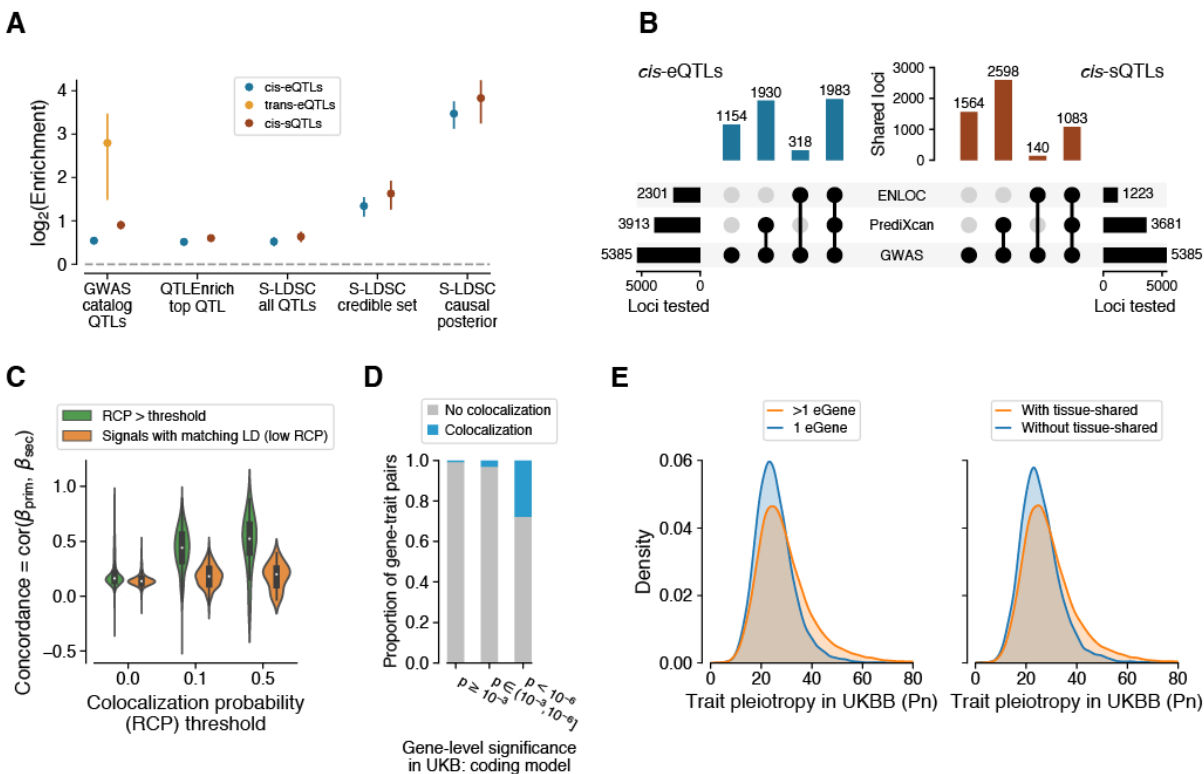 A
log₂(Enrichment)
4
3
2
1
0
cis-eQTLs
trans-eQTLs
cis-sQTLs
GWAS
catalog
QTLs
QTLEnrich
top QTL
S-LDSC
all QTLs
S-LDSC
credible set
S-LDSC
causal
posterior
B
cis-eQTLs
1154
1930
318
1983
Shared loci
3000
2000
1000
0
1564
2598
140
1083
cis-sQTLs
2301
3913
5385
5000
0
Loci tested
ENLOC
PrediXcan
GWAS
1223
3681
5385
0
5000
Loci tested
C
RCP > threshold
Signals with matching LD (low RCP)
Concordance = cor(βprim, βsec)
1.0
0.5
0.0
−0.5
0.0
0.1
0.5
Colocalization probability
(RCP) threshold
D
No colocalization
Colocalization
Proportion of gene-trait pairs
1.0
0.8
0.6
0.4
0.2
0.0
p ≥ 10⁻³
p ∈ (10⁻³, 10⁻⁶]
p < 10⁻⁶
Gene-level significance
in UKB: coding model
E
>1 eGene
1 eGene
Density
0.06
0.04
0.02
0.00
0
20
40
60
80
Trait pleiotropy in UKBB (Pn)
With tissue-shared
Without tissue-shared
0
20
40
60
80
Trait pleiotropy in UKBB (Pn)